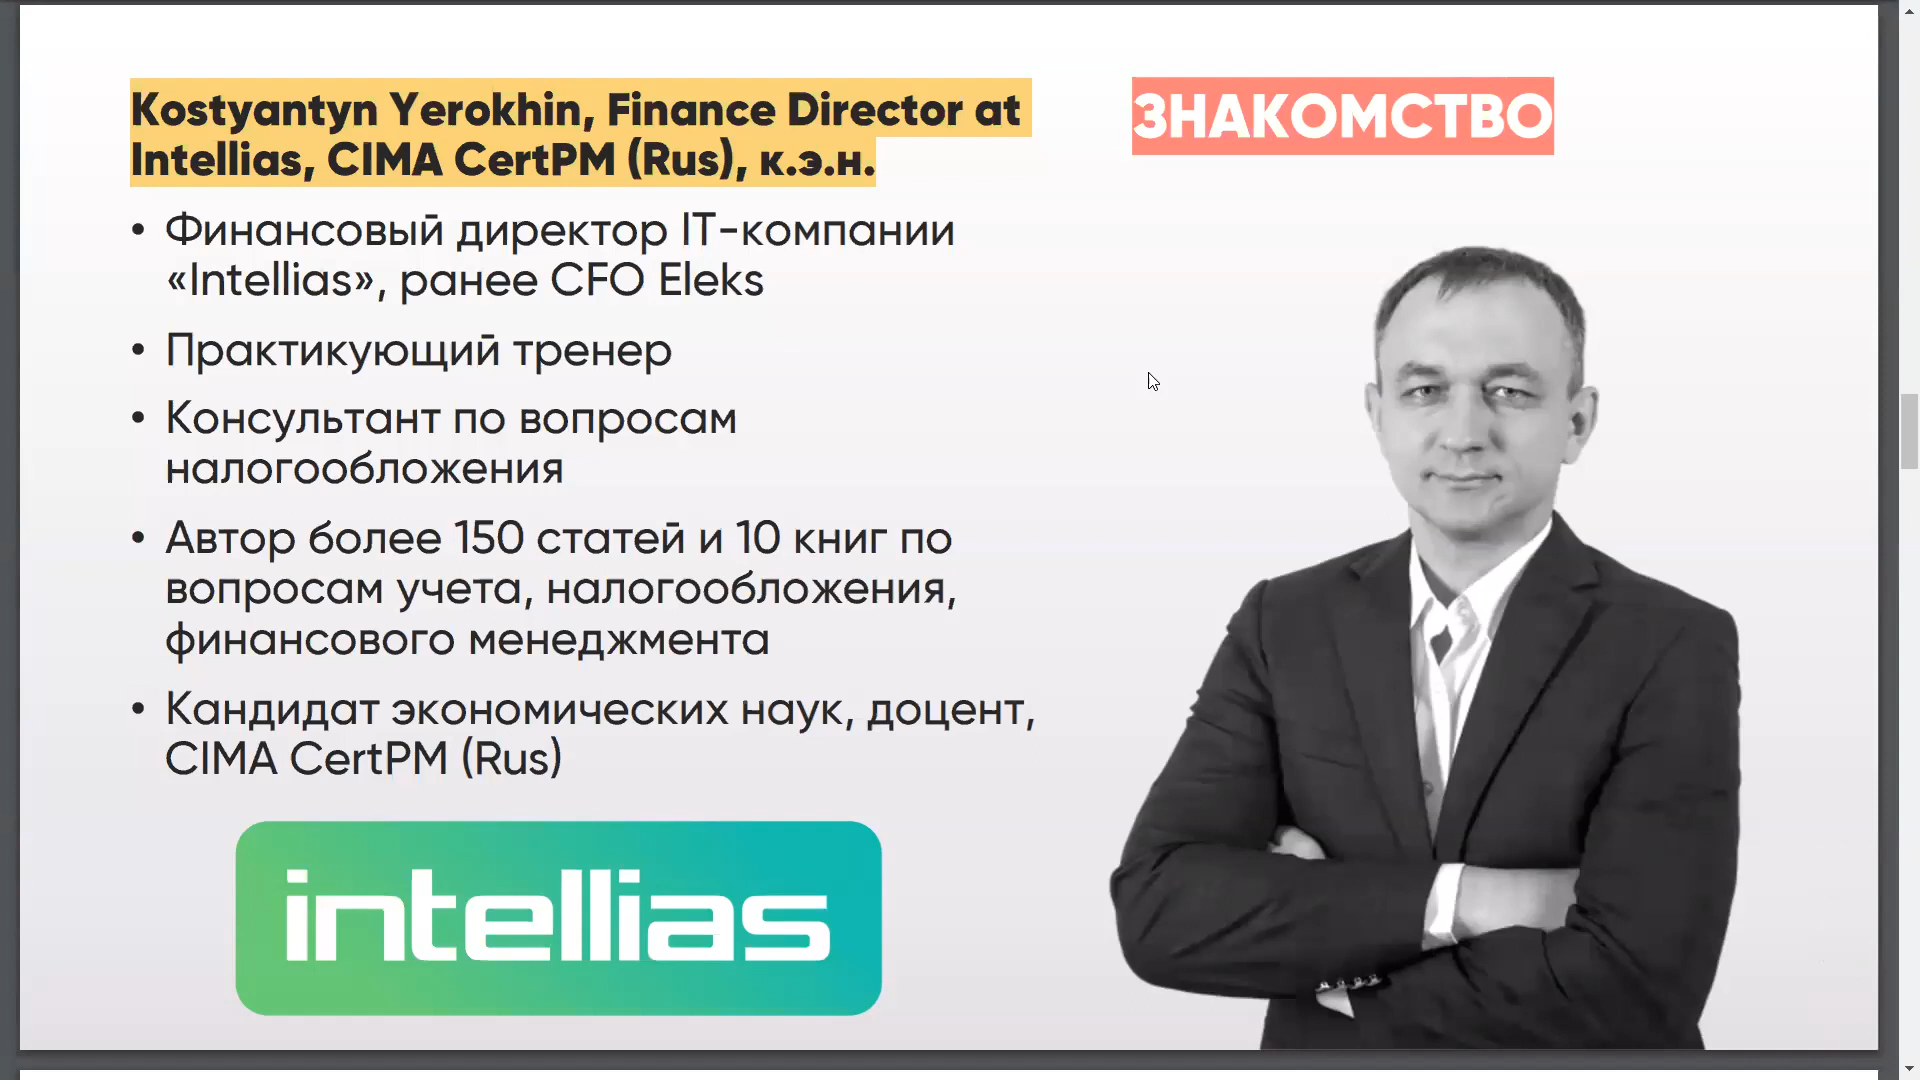 Kostyantyn Yerokhin, Finance Director at
Intellias, CIMA CertPM (Rus), к.э.н.
ЗНАКОМСТВО
• Финансовый директор IT-компании
«Intellias», ранее CFO Eleks
• Практикующий тренер
• Консультант по вопросам
налогообложения
• Автор более 150 статей и 10 книг по
вопросам учета, налогообложения,
финансового менеджмента
• Кандидат экономических наук, доцент,
CIMA CertPM (Rus)
intellias